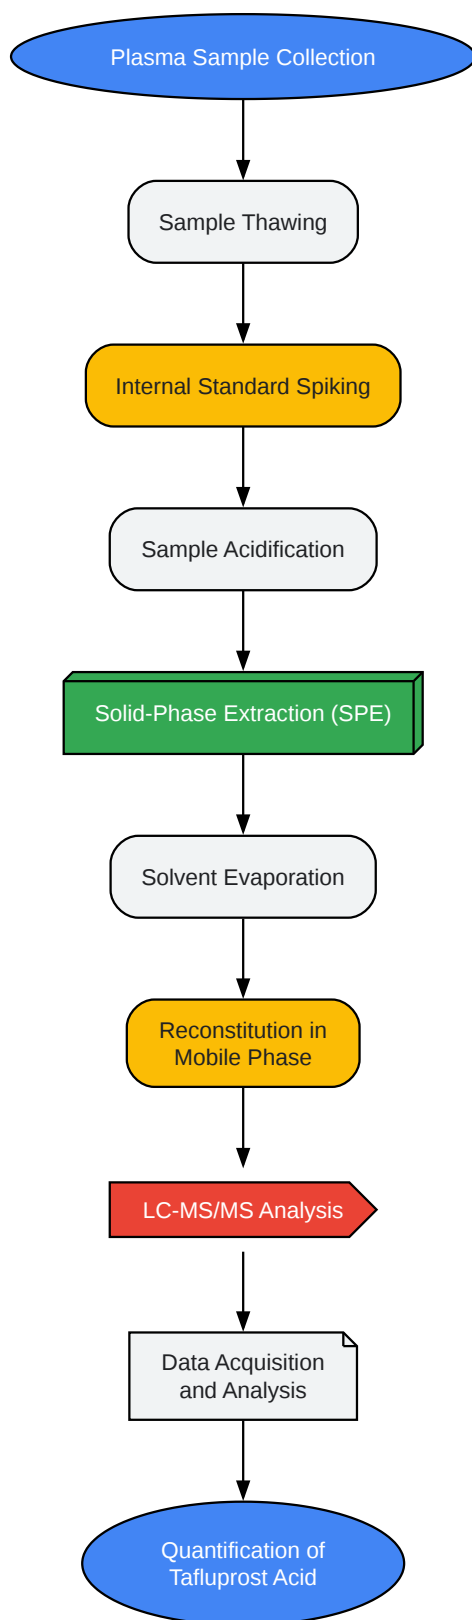 Plasma Sample Collection
Sample Thawing
Internal Standard Spiking
Sample Acidification
Solid-Phase Extraction (SPE)
Solvent Evaporation
Reconstitution in
Mobile Phase
LC-MS/MS Analysis
Data Acquisition
and Analysis
Quantification of
Tafluprost Acid